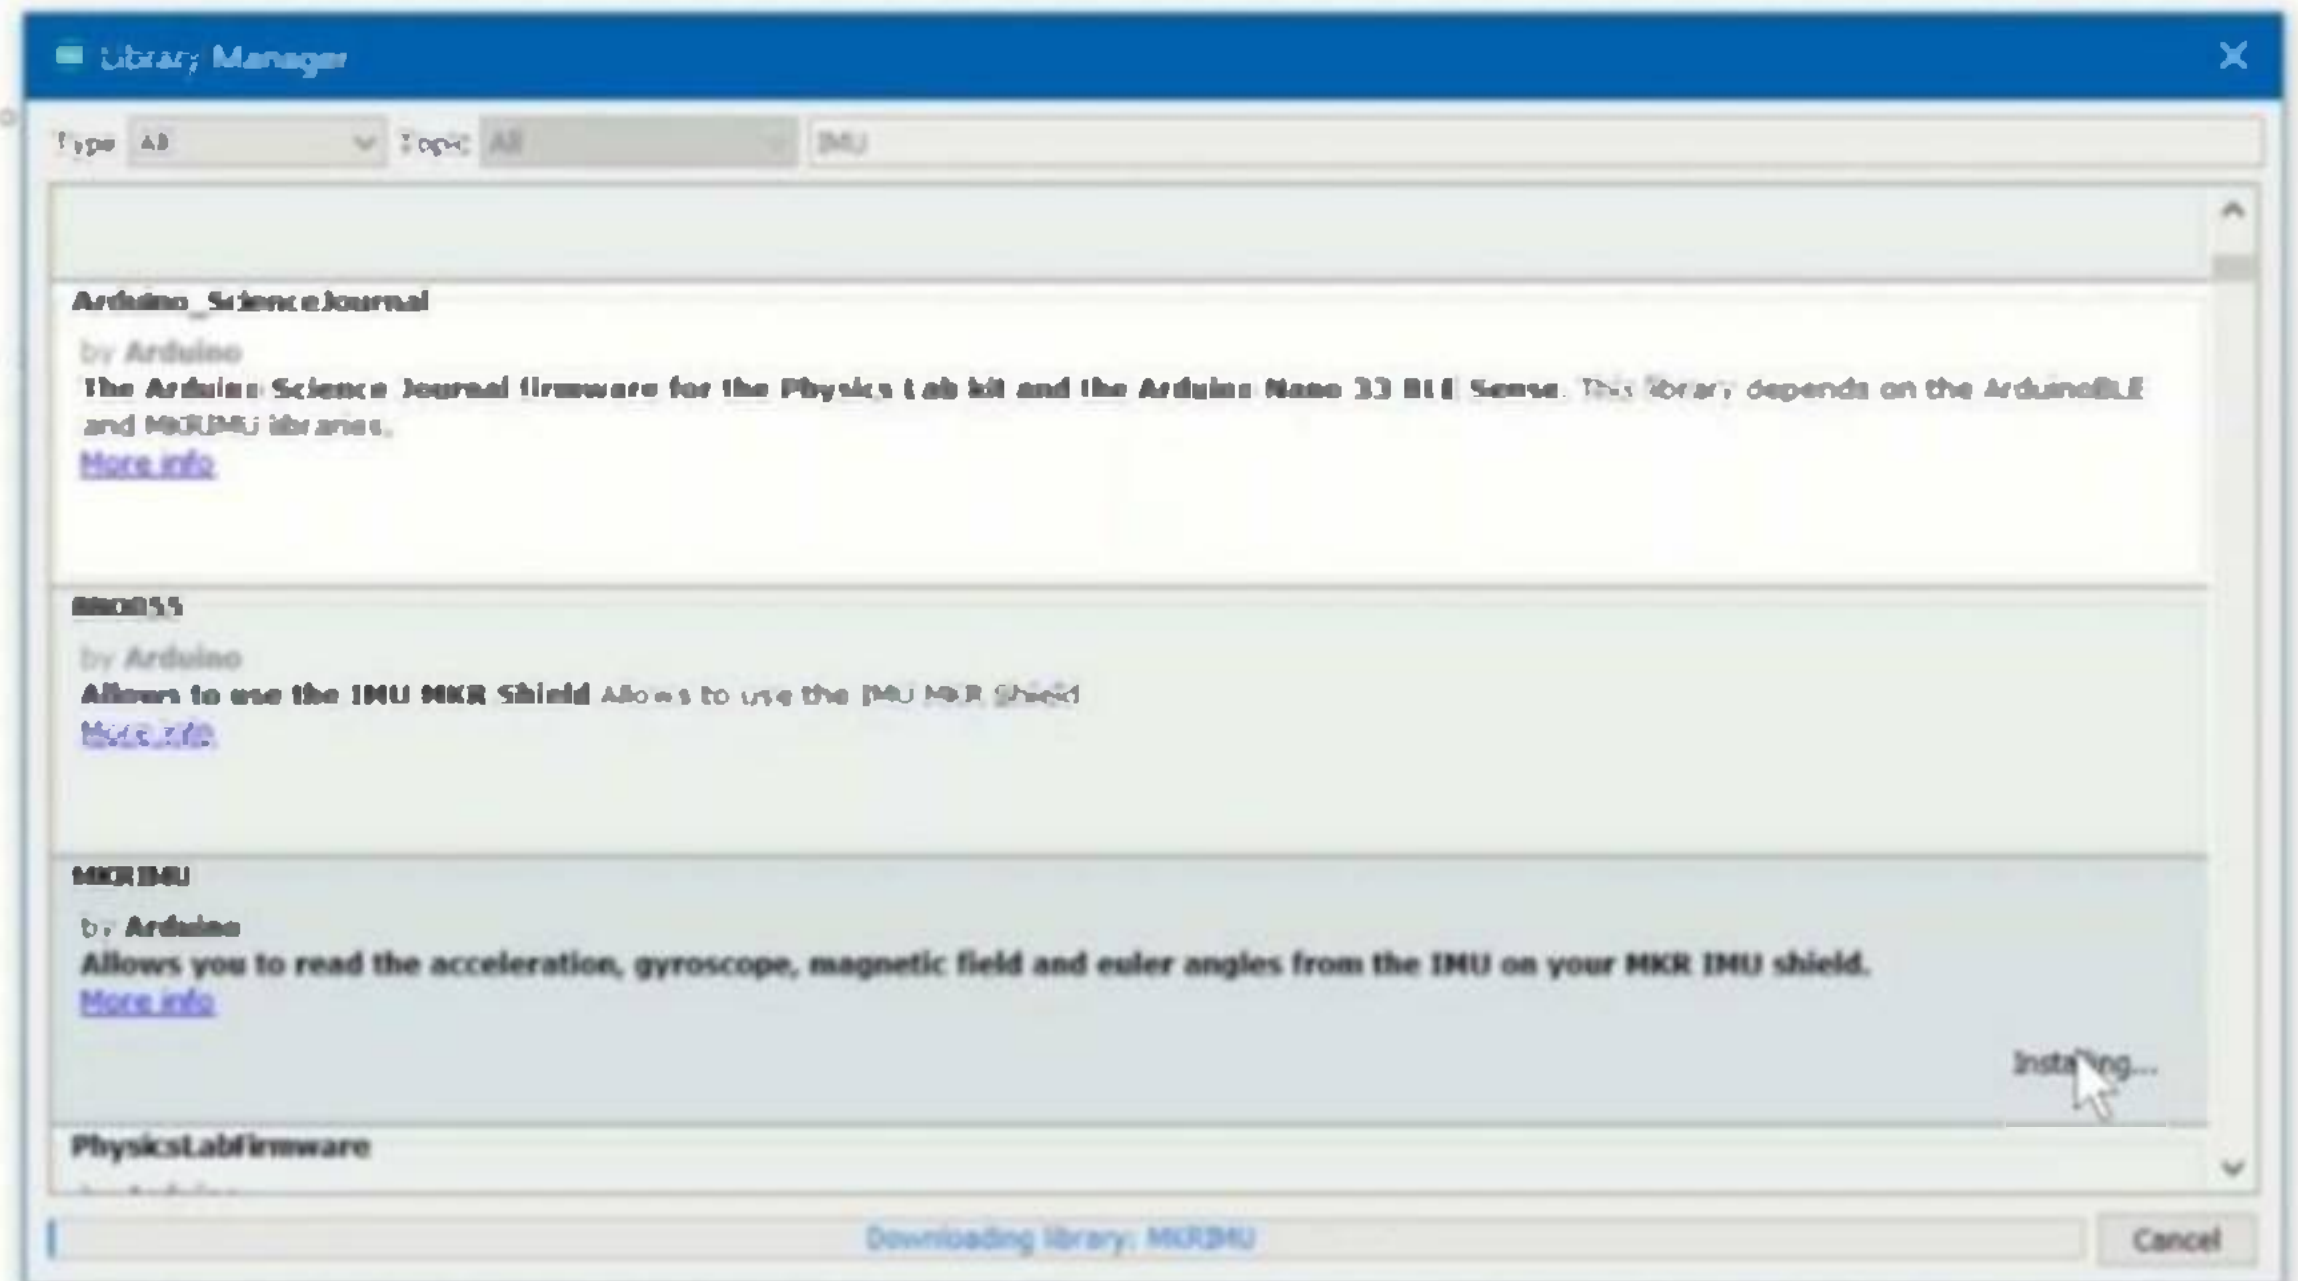 Library Manager
Type All Topic All IMU
Arduino_ScienceJournal
by Arduino
The Arduino Science Journal firmware for the Physics Lab kit and the Arduino Nano 33 BLE Sense. This library depends on the ArduinoBLE
and MKRIMU libraries.
More info
BNO055
by Arduino
Allows to use the IMU MKR Shield Allows to use the IMU MKR Shield
More info
MKRIMU
by Arduino
Allows you to read the acceleration, gyroscope, magnetic field and euler angles from the IMU on your MKR IMU shield.
More info
Installing...
PhysicsLabFirmware
by Arduino
Downloading library: MKRIMU
Cancel